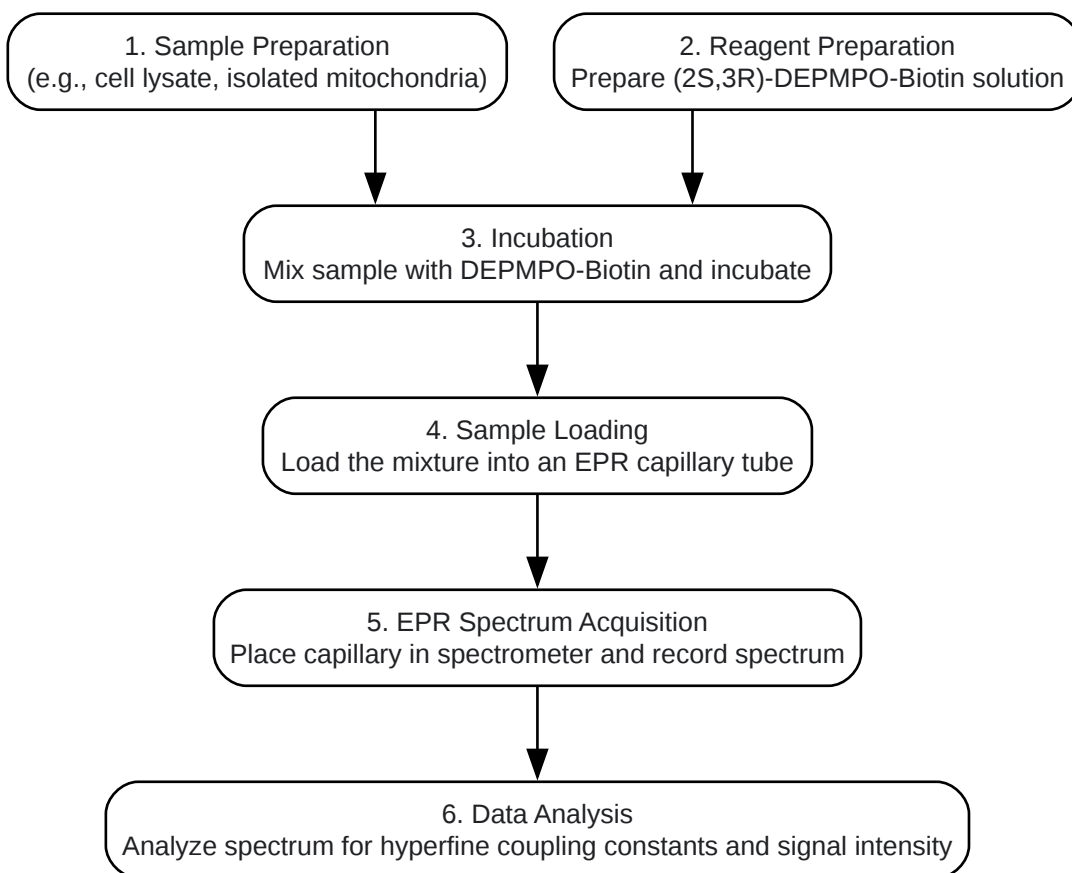 1. Sample Preparation
(e.g., cell lysate, isolated mitochondria)
2. Reagent Preparation
Prepare (2S,3R)-DEPMPO-Biotin solution
3. Incubation
Mix sample with DEPMPO-Biotin and incubate
4. Sample Loading
Load the mixture into an EPR capillary tube
5. EPR Spectrum Acquisition
Place capillary in spectrometer and record spectrum
6. Data Analysis
Analyze spectrum for hyperfine coupling constants and signal intensity